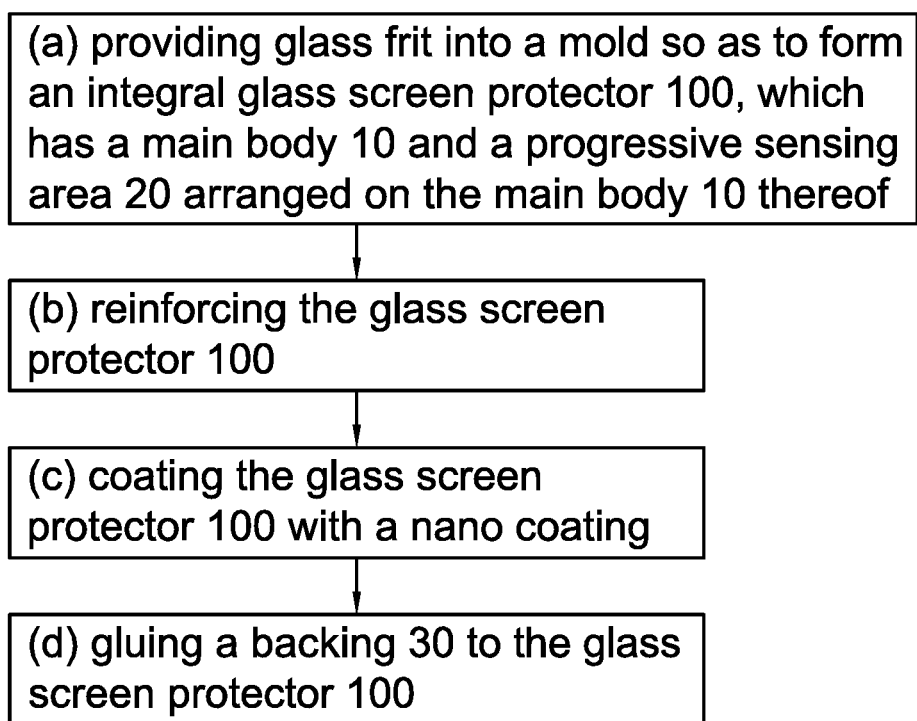 (a) providing glass frit into a mold so as to form
an integral glass screen protector 100, which
has a main body 10 and a progressive sensing
area 20 arranged on the main body 10 thereof
(b) reinforcing the glass screen
protector 100
(c) coating the glass screen
protector 100 with a nano coating
(d) gluing a backing 30 to the glass
screen protector 100